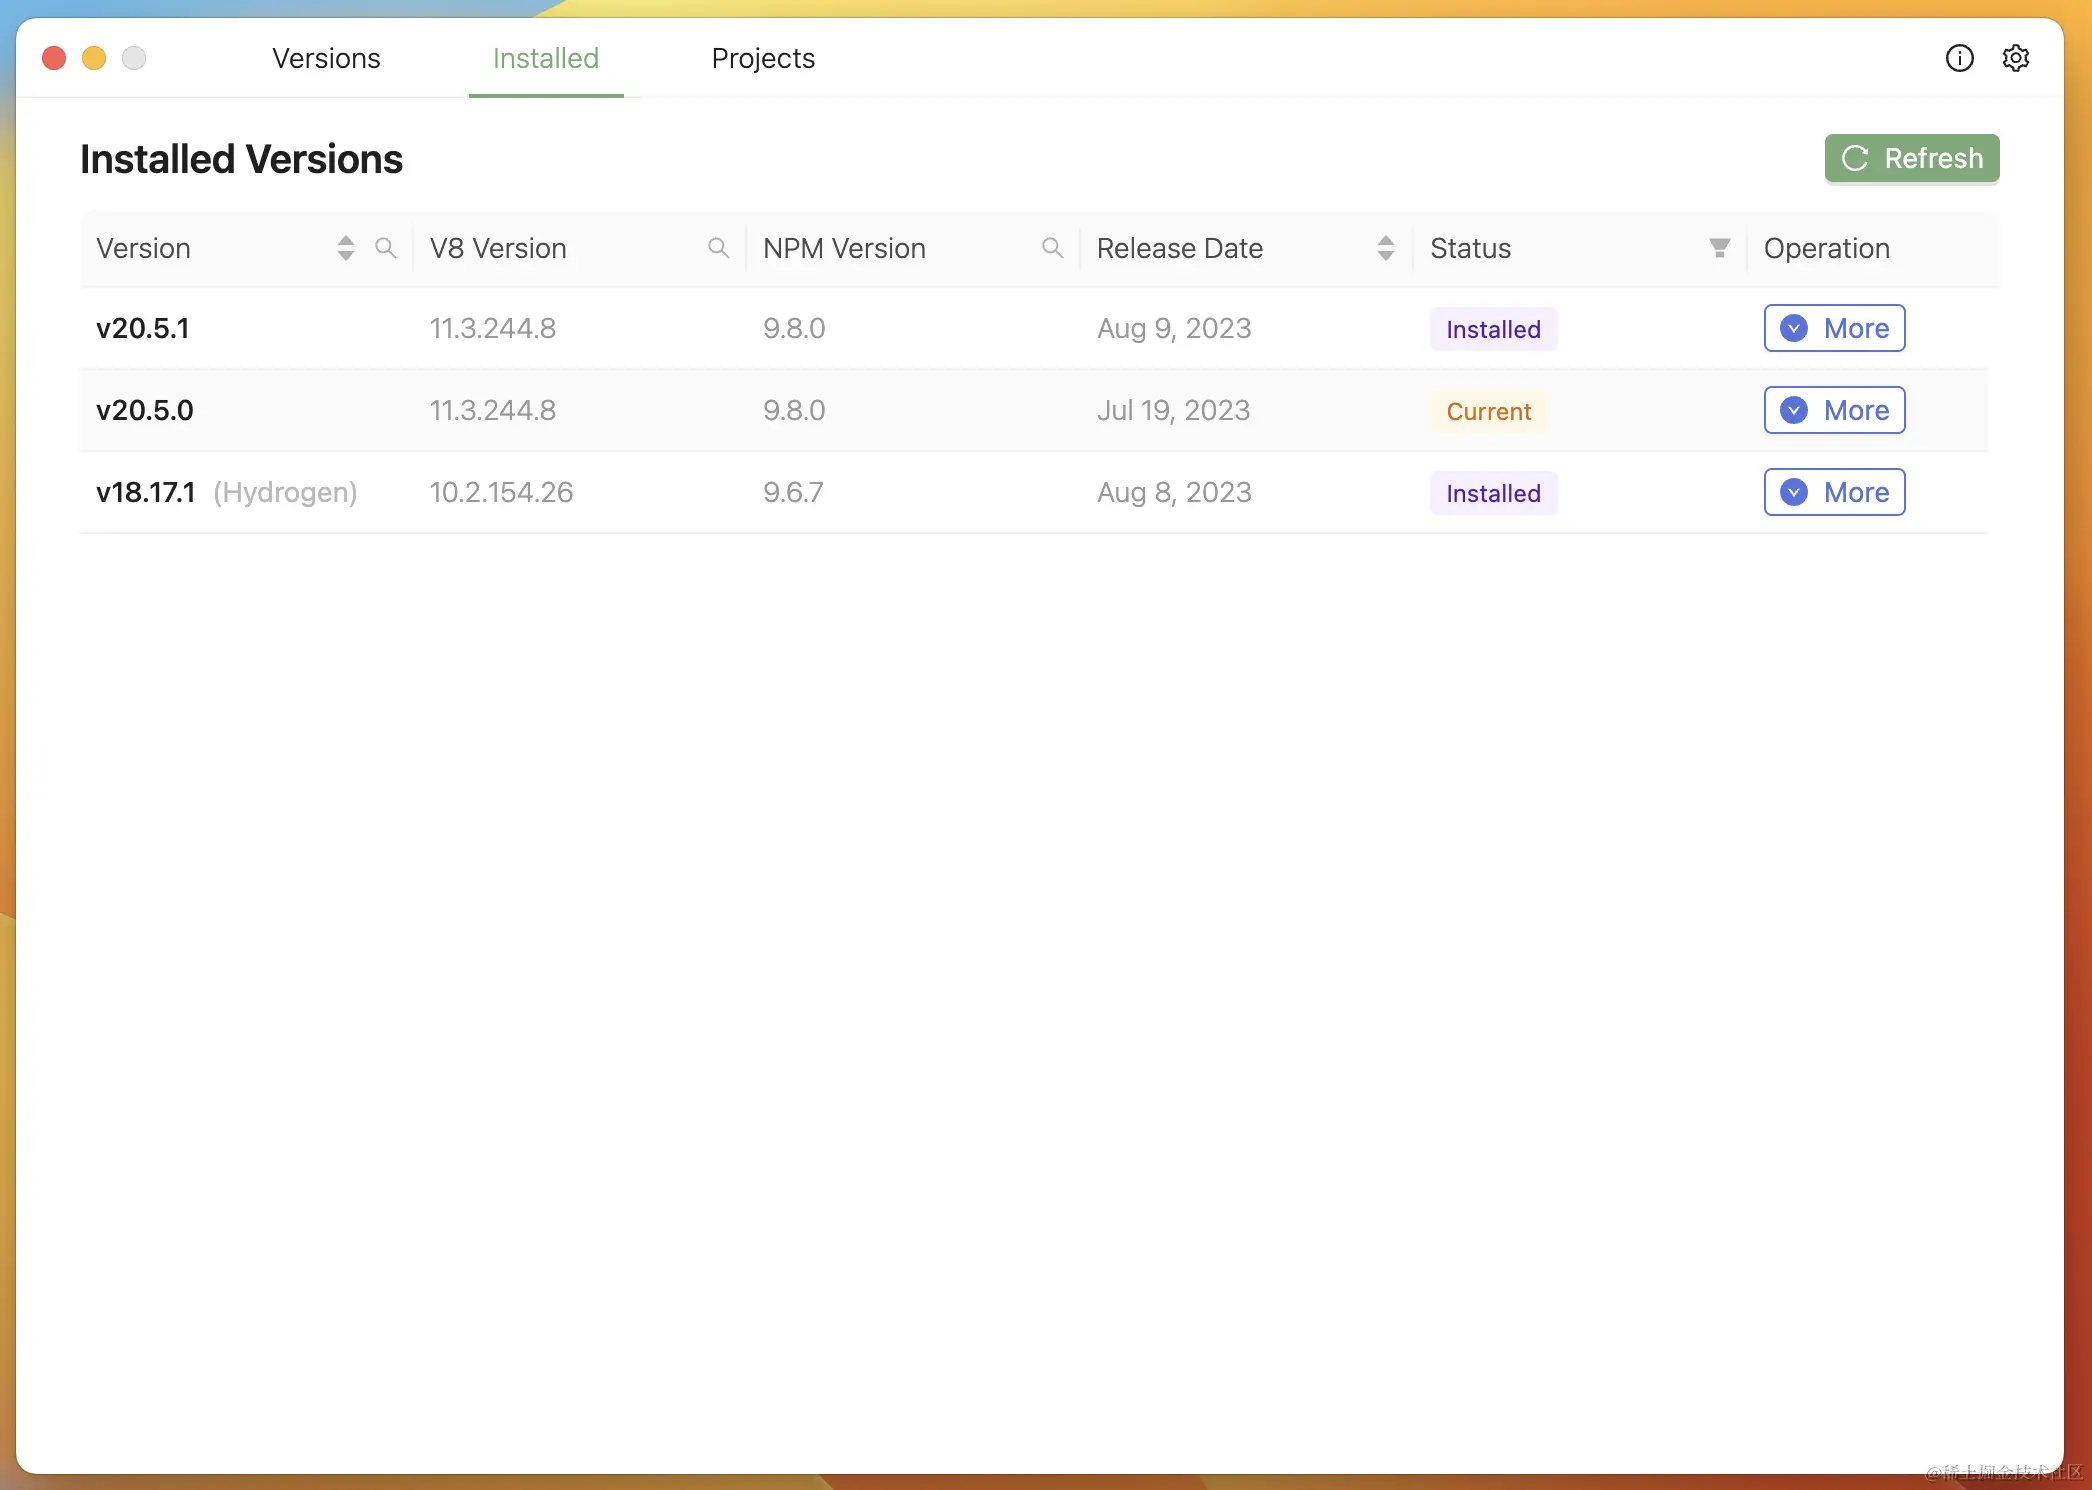 Versions Installed Projects
Installed Versions Refresh
Version V8 Version NPM Version Release Date Status Operation
v20.5.1 11.3.244.8 9.8.0 Aug 9, 2023 Installed More
v20.5.0 11.3.244.8 9.8.0 Jul 19, 2023 Current More
v18.17.1 (Hydrogen) 10.2.154.26 9.6.7 Aug 8, 2023 Installed More
@稀土掘金技术社区